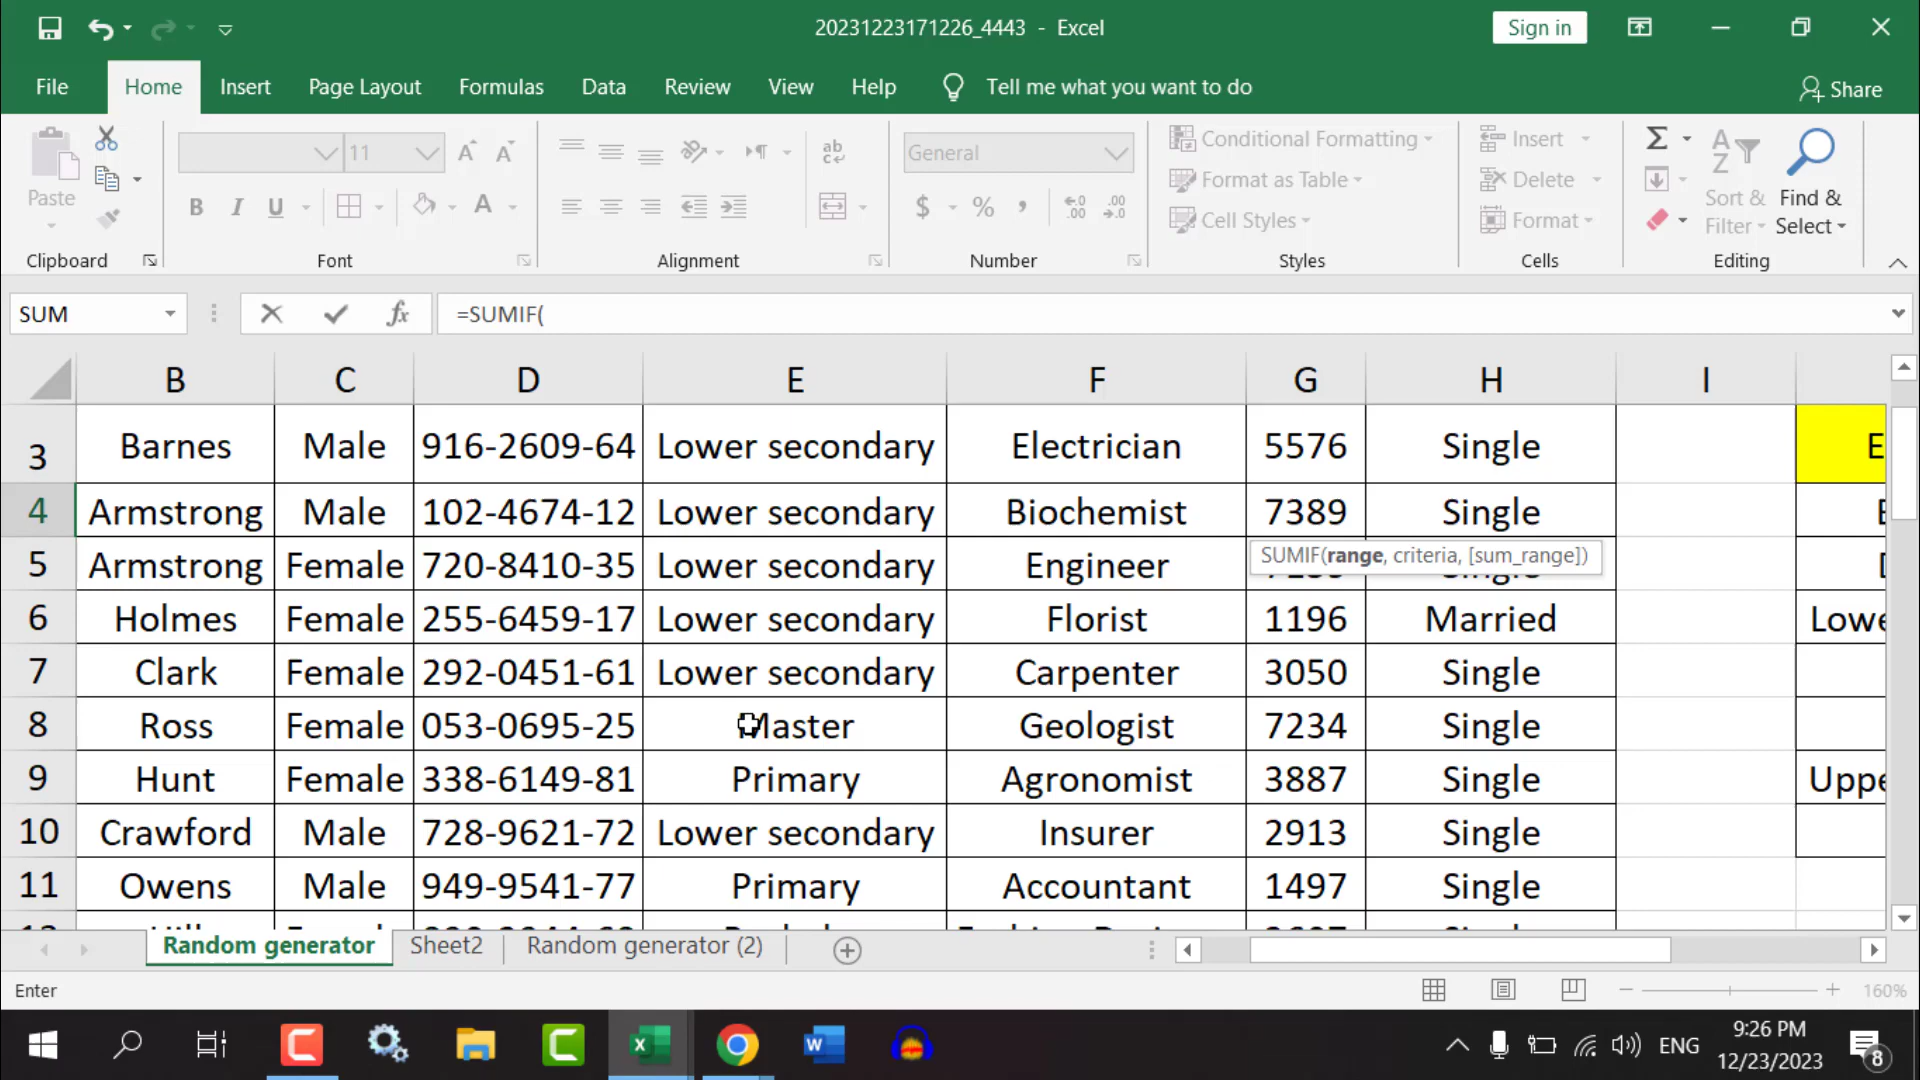 20231223171226_4443 - Excel
Sign in
File Home Insert Page Layout Formulas Data Review View Help Tell me what you want to do Share
Paste
11
General
Conditional Formatting
Format as Table
Cell Styles
Insert
Delete
Format
Sort & Filter
Find & Select
Clipboard Font Alignment Number Styles Cells Editing
SUM fx =SUMIF(
B C D E F G H I
3 Barnes Male 916-2609-64 Lower secondary Electrician 5576 Single E
4 Armstrong Male 102-4674-12 Lower secondary Biochemist 7389 Single
SUMIF(range, criteria, [sum_range])
5 Armstrong Female 720-8410-35 Lower secondary Engineer
6 Holmes Female 255-6459-17 Lower secondary Florist 1196 Married Lowe
7 Clark Female 292-0451-61 Lower secondary Carpenter 3050 Single
8 Ross Female 053-0695-25 Master Geologist 7234 Single
9 Hunt Female 338-6149-81 Primary Agronomist 3887 Single Uppe
10 Crawford Male 728-9621-72 Lower secondary Insurer 2913 Single
11 Owens Male 949-9541-77 Primary Accountant 1497 Single
Random generator Sheet2 Random generator (2)
Enter 160%
ENG 9:26 PM
12/23/2023 8